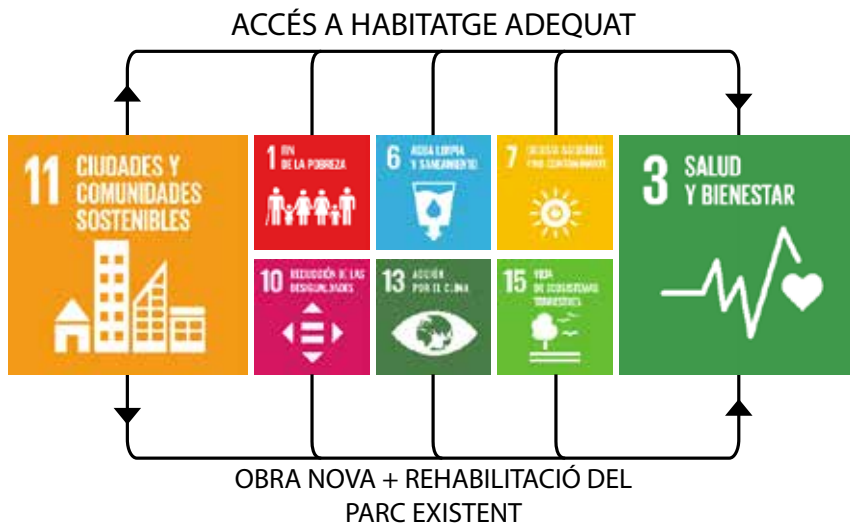 ACCÉS A HABITATGE ADEQUAT
11 CIUDADES Y
COMUNIDADES
SOSTENIBLES
1 FIN
DE LA POBREZA
6 AGUA LIMPIA
Y SANEAMIENTO
7
Y NO CONTAMINANTE
3 SALUD
Y BIENESTAR
10 REDUCCIÓN DE LAS
DESIGUALDADES
13 ACCIÓN
POR EL CLIMA
15 VIDA
DE ECOSISTEMAS
TERRESTRES
OBRA NOVA + REHABILITACIÓ DEL
PARC EXISTENT